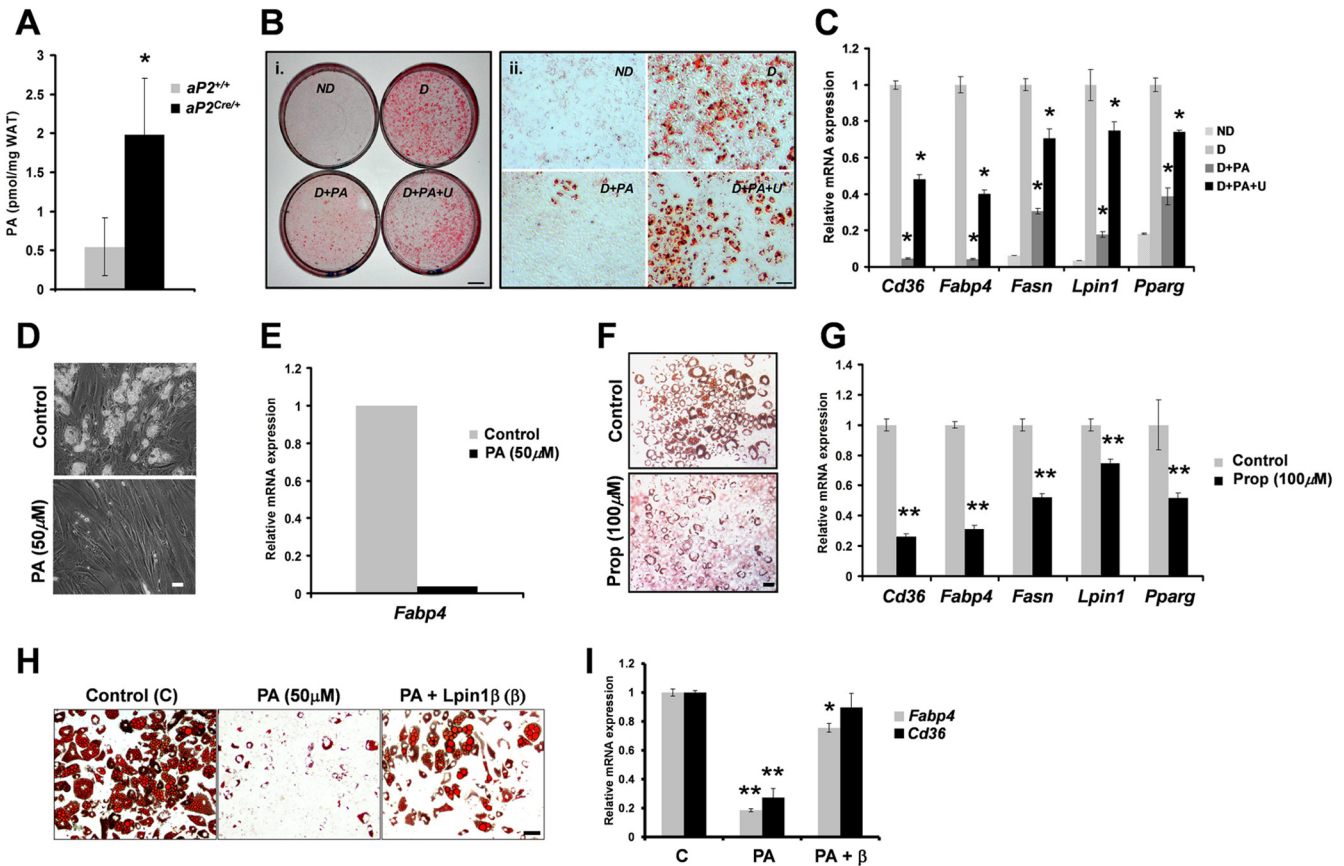 A
PA (pmol/mg WAT)
3
2.5
2
1.5
1
0.5
0
*
aP2+/+
aP2Cre/+
B
i.
ND
D
D+PA
D+PA+U
ii.
ND
D
D+PA
D+PA+U
C
Relative mRNA expression
1.2
1
0.8
0.6
0.4
0.2
0
* * * * * * * * * *
Cd36 Fabp4 Fasn Lpin1 Pparg
ND
D
D+PA
D+PA+U
D
Control
PA (50μM)
E
Relative mRNA expression
1.2
1
0.8
0.6
0.4
0.2
0
Fabp4
Control
PA (50μM)
F
Control
Prop (100μM)
G
Relative mRNA expression
1.2
1
0.8
0.6
0.4
0.2
0
** ** ** ** **
Cd36 Fabp4 Fasn Lpin1 Pparg
Control
Prop (100μM)
H
Control (C) PA (50μM) PA + Lpin1β (β)
I
Relative mRNA expression
1.2
1
0.8
0.6
0.4
0.2
0
** ** *
C PA PA + β
Fabp4
Cd36